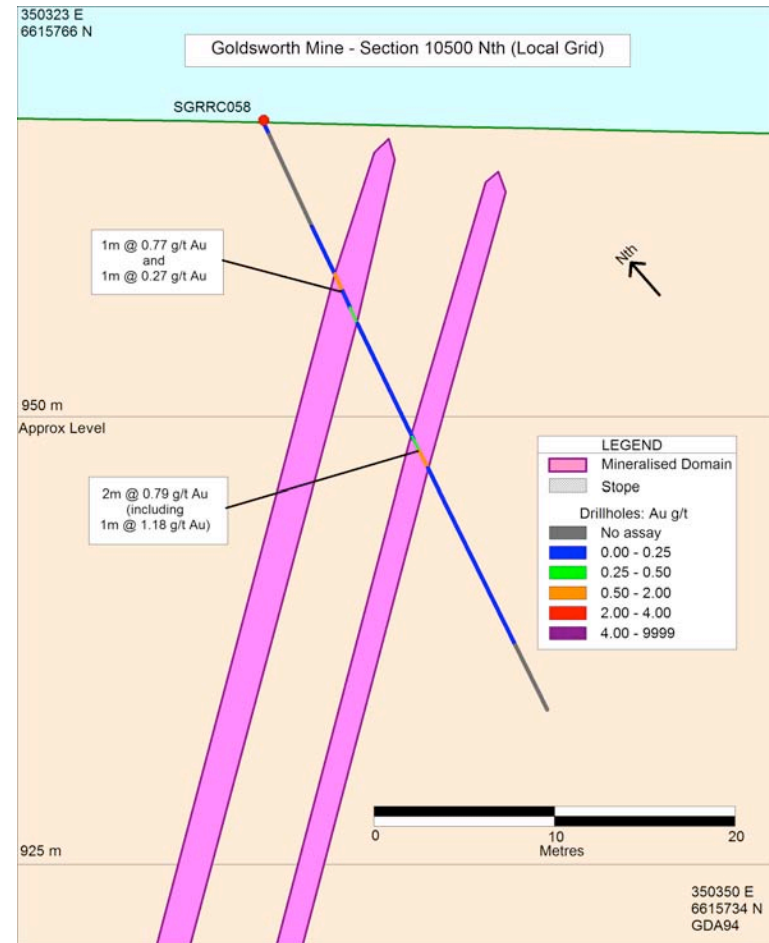 350323 E
6615766 N
Goldsworth Mine - Section 10500 Nth (Local Grid)
SGRRC058
1m @ 0.77 g/t Au
and
1m @ 0.27 g/t Au
Nth
950 m
Approx Level
2m @ 0.79 g/t Au
(including
1m @ 1.18 g/t Au)
LEGEND
Mineralised Domain
Stope
Drillholes: Au g/t
No assay
0.00 - 0.25
0.25 - 0.50
0.50 - 2.00
2.00 - 4.00
4.00 - 9999
0
10
20
Metres
925 m
350350 E
6615734 N
GDA94